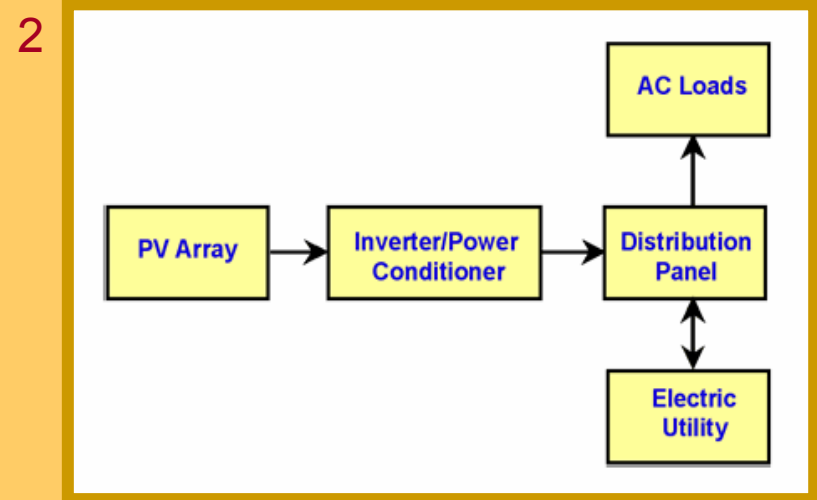 2
AC Loads
PV Array
Inverter/Power
Conditioner
Distribution
Panel
Electric
Utility